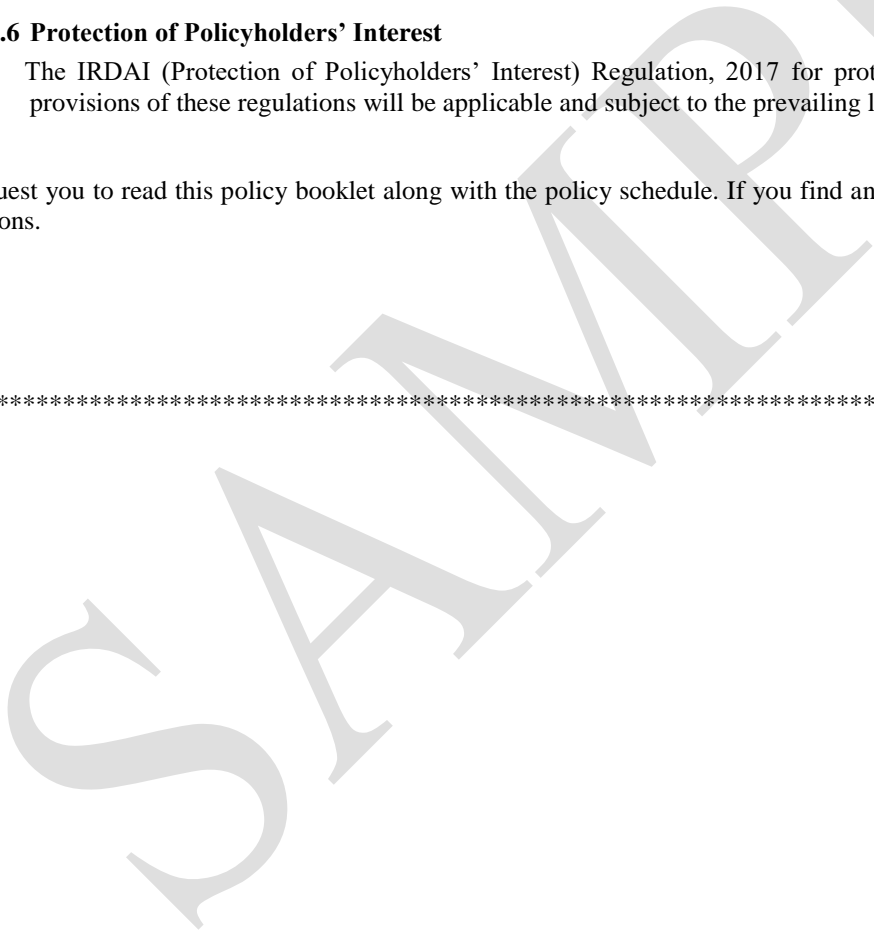 .6 Protection of Policyholders’ Interest
The IRDAI (Protection of Policyholders’ Interest) Regulation, 2017 for prot
provisions of these regulations will be applicable and subject to the prevailing l
uest you to read this policy booklet along with the policy schedule. If you find an
ons.
******************************************************************
SAMP